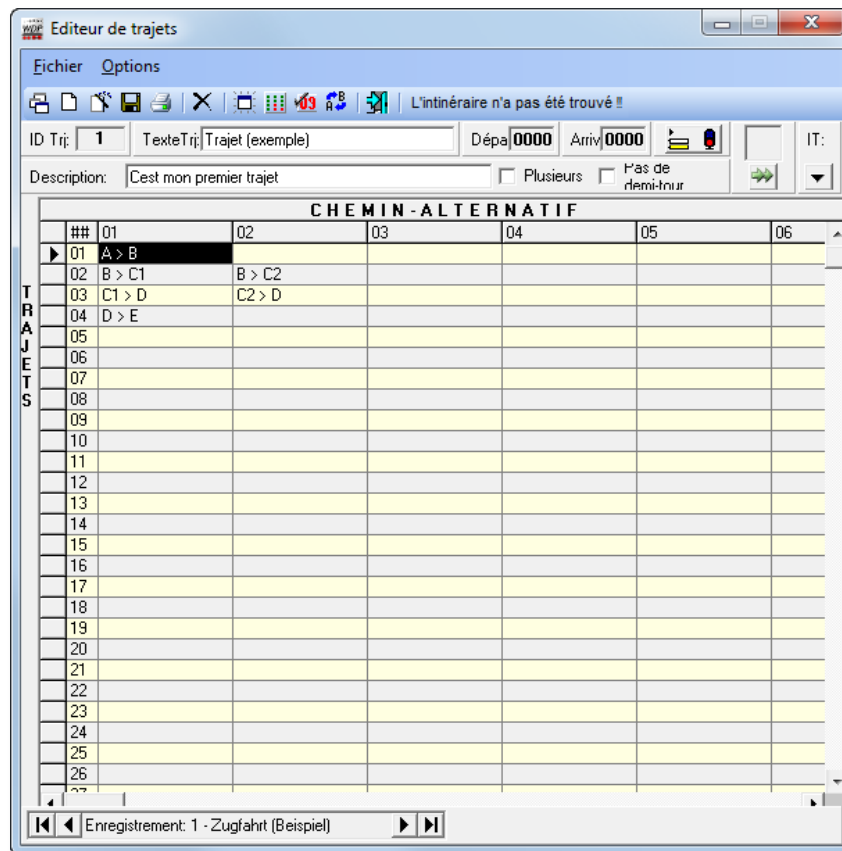 WDP Editeur de trajets
Fichier Options
L'intinéraire n'a pas été trouvé !!
ID Trj: 1 TexteTrj: Trajet (exemple) Dépa 0000 Arriv 0000 IT:
Description: Cest mon premier trajet Plusieurs Pas de
demi-tour
CHEMIN-ALTERNATIF
## 01 02 03 04 05 06
01 A > B
02 B > C1 B > C2
03 C1 > D C2 > D
04 D > E
05
06
07
08
09
10
11
12
13
14
15
16
17
18
19
20
21
22
23
24
25
26
27
TRAJETS
Enregistrement: 1 - Zugfahrt (Beispiel)